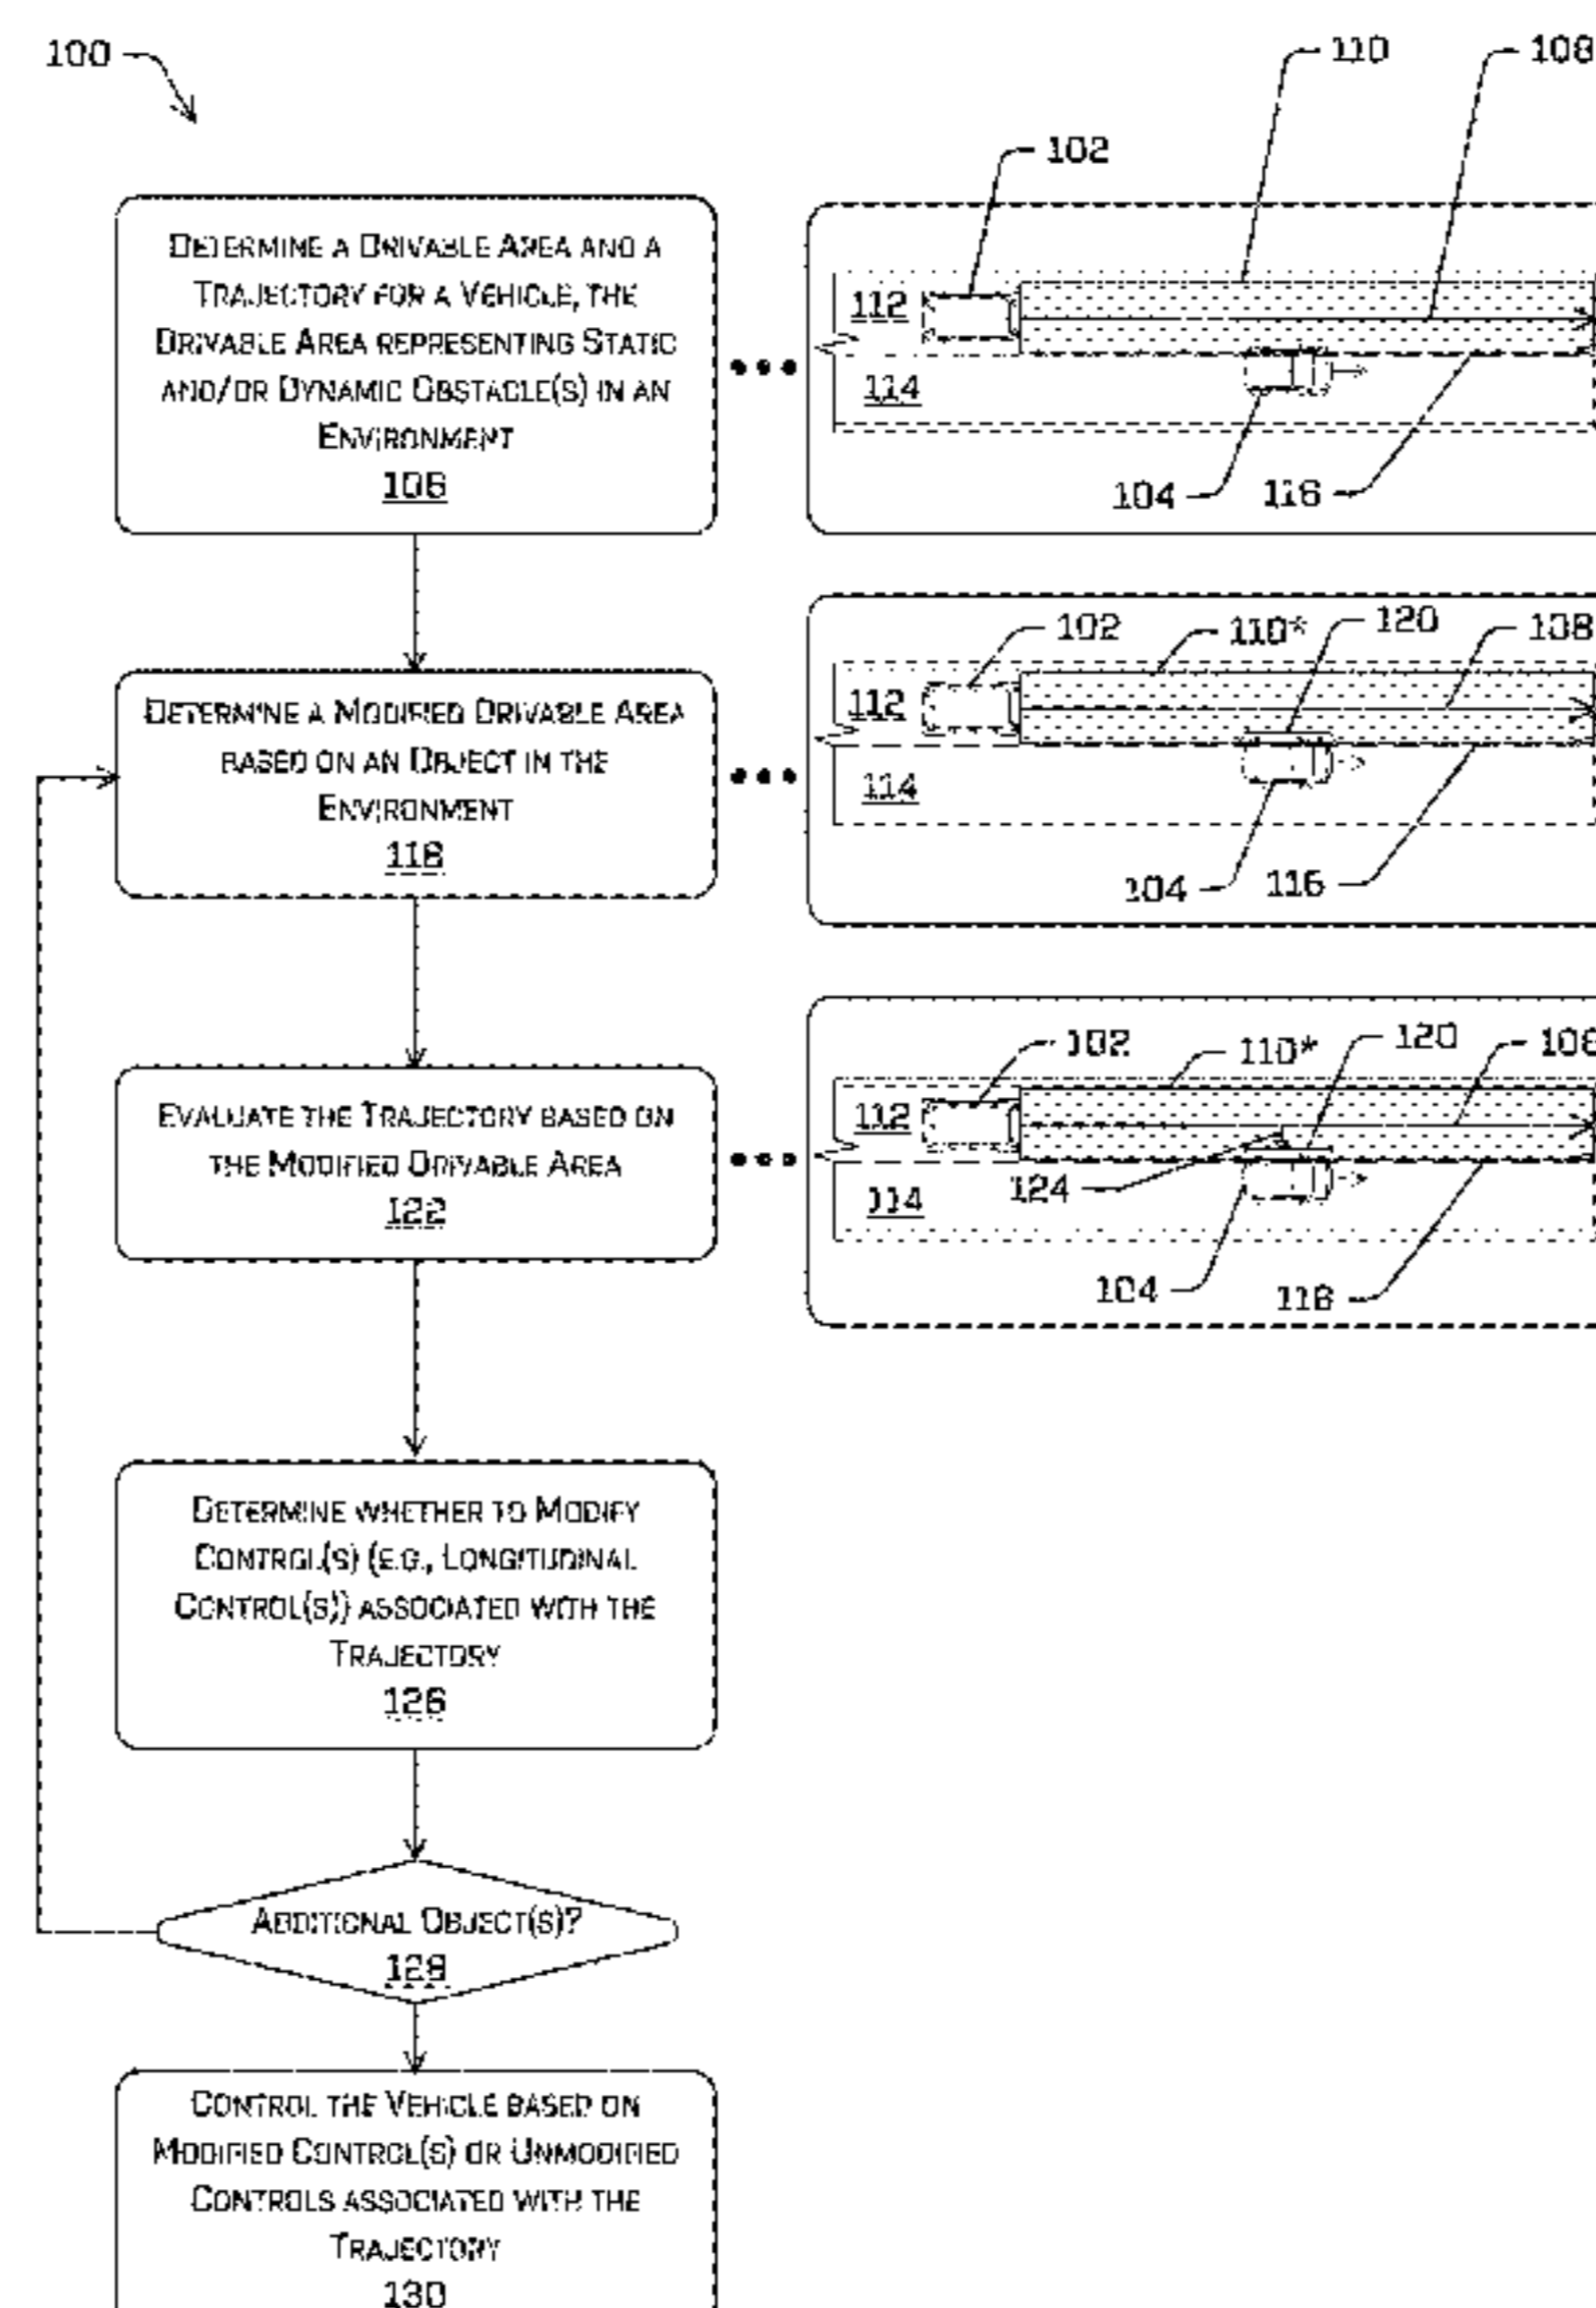 100
DETERMINE A DRIVABLE AREA AND A
TRAJECTORY FOR A VEHICLE, THE
DRIVABLE AREA REPRESENTING STATIC
AND/OR DYNAMIC OBSTACLE(S) IN AN
ENVIRONMENT
106
110
108
102
112
114
104
116
DETERMINE A MODIFIED DRIVABLE AREA
BASED ON AN OBJECT IN THE
ENVIRONMENT
118
102
110*
120
108
112
114
104
116
EVALUATE THE TRAJECTORY BASED ON
THE MODIFIED DRIVABLE AREA
122
102
110*
120
108
112
124
114
104
116
DETERMINE WHETHER TO MODIFY
CONTROL(S) (E.G., LONGITUDINAL
CONTROL(S)) ASSOCIATED WITH THE
TRAJECTORY
126
ADDITIONAL OBJECT(S)?
128
CONTROL THE VEHICLE BASED ON
MODIFIED CONTROL(S) OR UNMODIFIED
CONTROLS ASSOCIATED WITH THE
TRAJECTORY
130